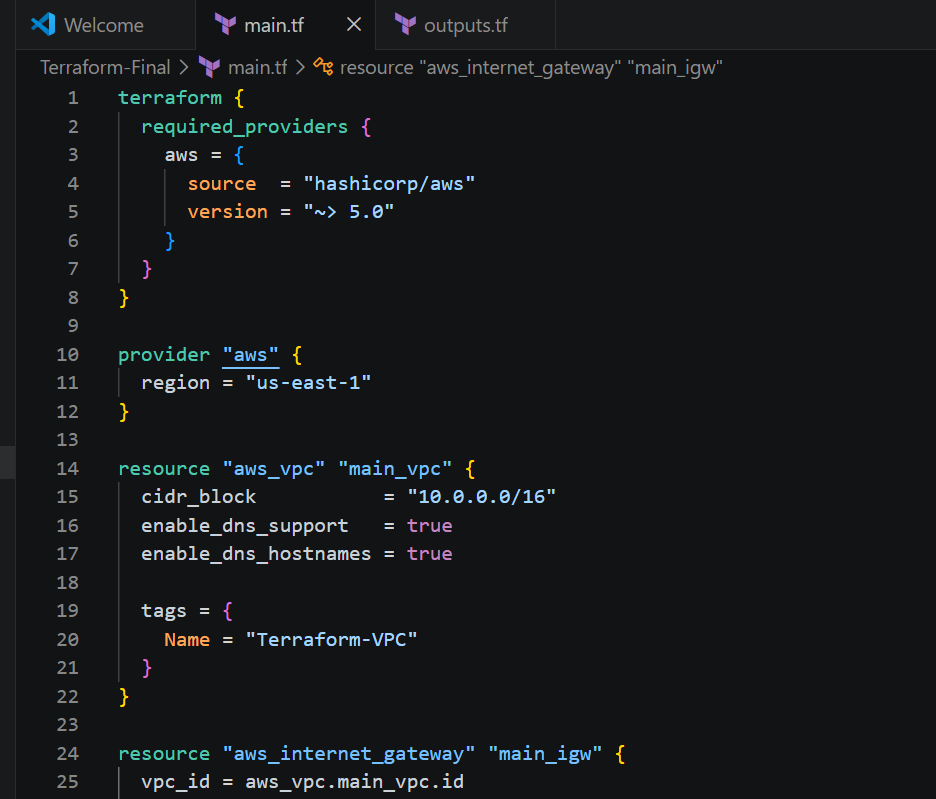 Welcome
main.tf
outputs.tf
Terraform-Final > main.tf > resource "aws_internet_gateway" "main_igw"
1 terraform {
2   required_providers {
3     aws = {
4       source  = "hashicorp/aws"
5       version = "~> 5.0"
6     }
7   }
8 }
9
10 provider "aws" {
11   region = "us-east-1"
12 }
13
14 resource "aws_vpc" "main_vpc" {
15   cidr_block           = "10.0.0.0/16"
16   enable_dns_support   = true
17   enable_dns_hostnames = true
18
19   tags = {
20     Name = "Terraform-VPC"
21   }
22 }
23
24 resource "aws_internet_gateway" "main_igw" {
25   vpc_id = aws_vpc.main_vpc.id